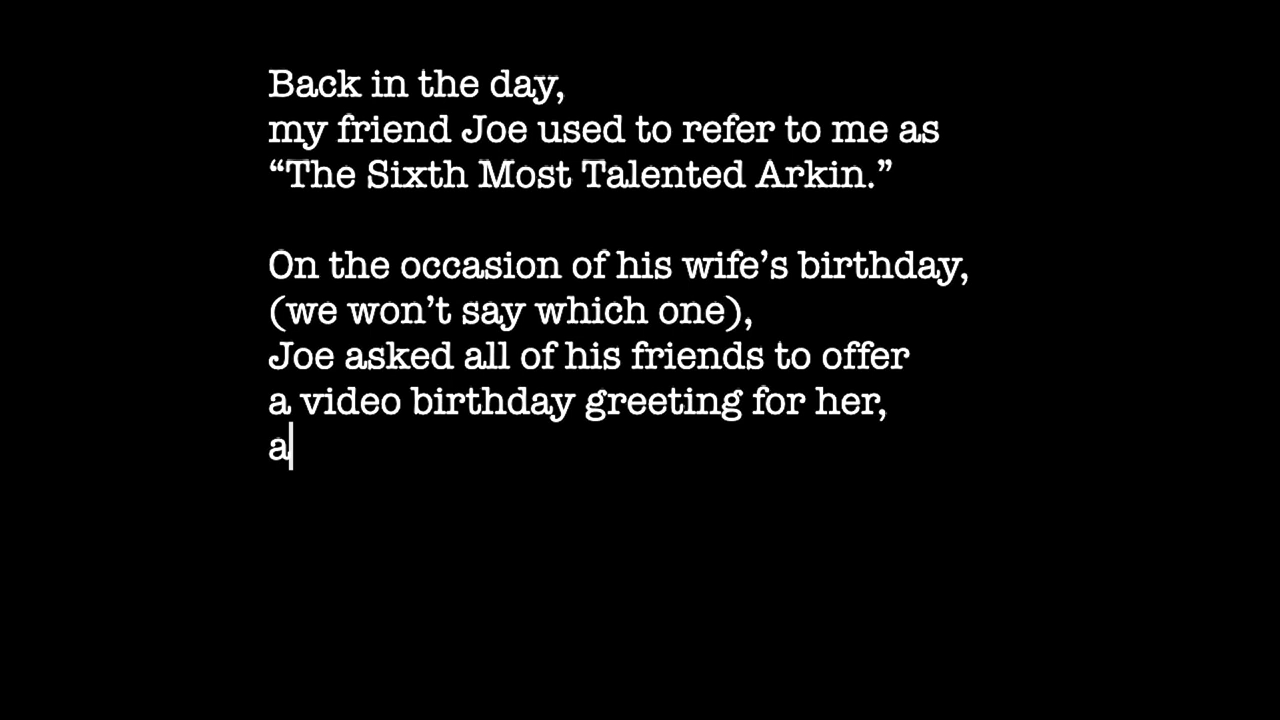 Back in the day,
my friend Joe used to refer to me as
“The Sixth Most Talented Arkin.”
On the occasion of his wife’s birthday,
(we won’t say which one),
Joe asked all of his friends to offer
a video birthday greeting for her,
a